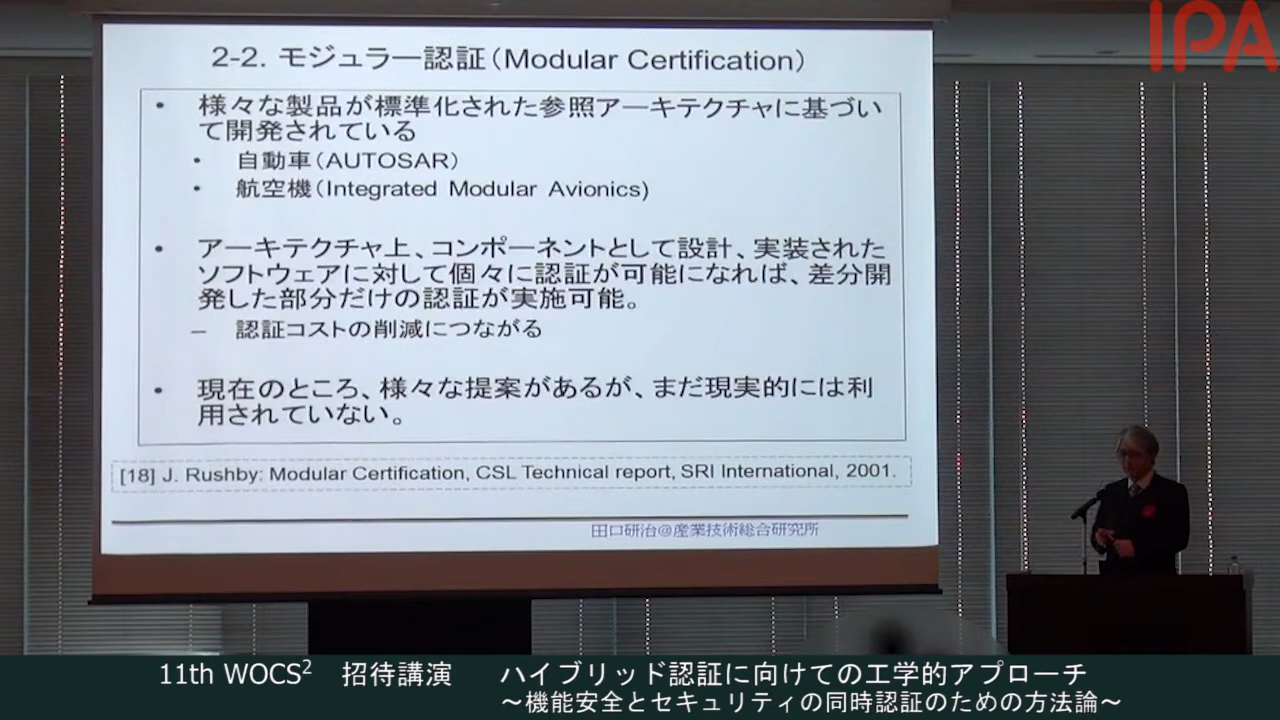 IPA
2-2. モジュラー認証（Modular Certification）
• 様々な製品が標準化された参照アーキテクチャに基づい
て開発されている
• 自動車（AUTOSAR）
• 航空機（Integrated Modular Avionics)
• アーキテクチャ上、コンポーネントとして設計、実装された
ソフトウェアに対して個々に認証が可能になれば、差分開
発した部分だけの認証が実施可能。
– 認証コストの削減につながる
• 現在のところ、様々な提案があるが、まだ現実的には利
用されていない。
[18] J. Rushby: Modular Certification, CSL Technical report, SRI International, 2001.
田口研治@産業技術総合研究所
11th WOCS² 招待講演 ハイブリッド認証に向けての工学的アプローチ
～機能安全とセキュリティの同時認証のための方法論～